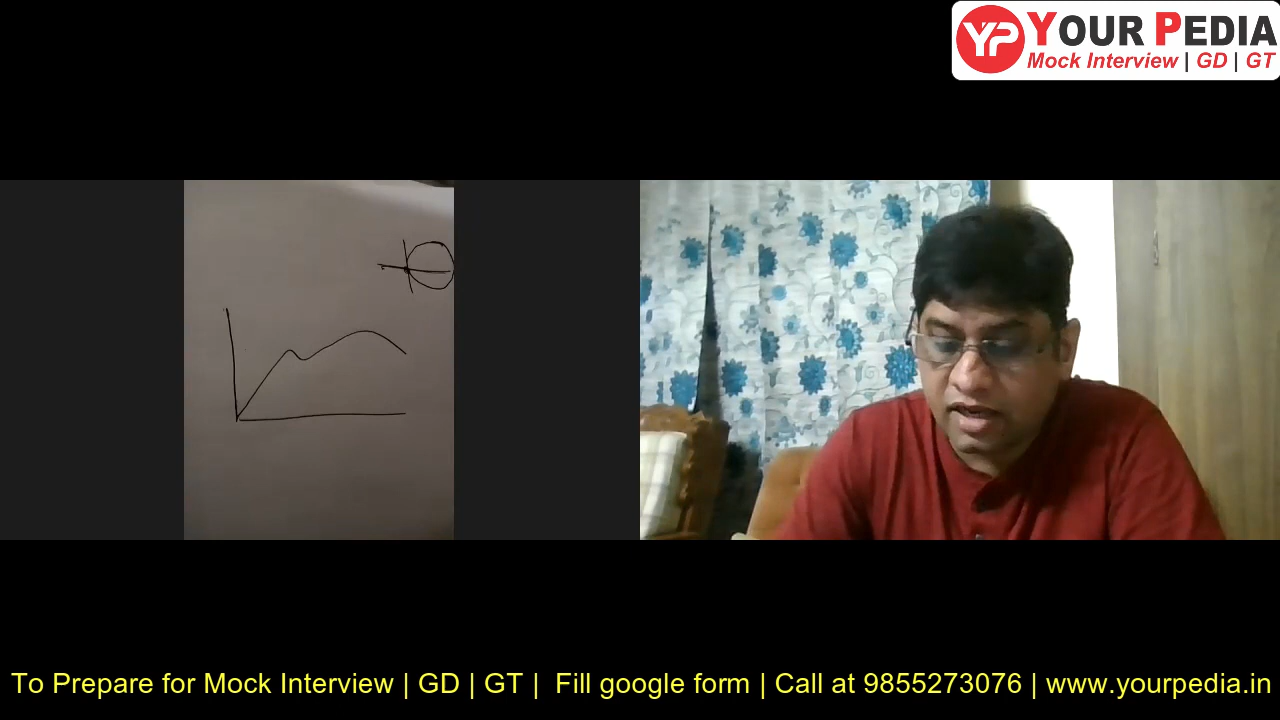 YP YOUR PEDIA
Mock Interview | GD | GT
To Prepare for Mock Interview | GD | GT | Fill google form | Call at 9855273076 | www.yourpedia.in